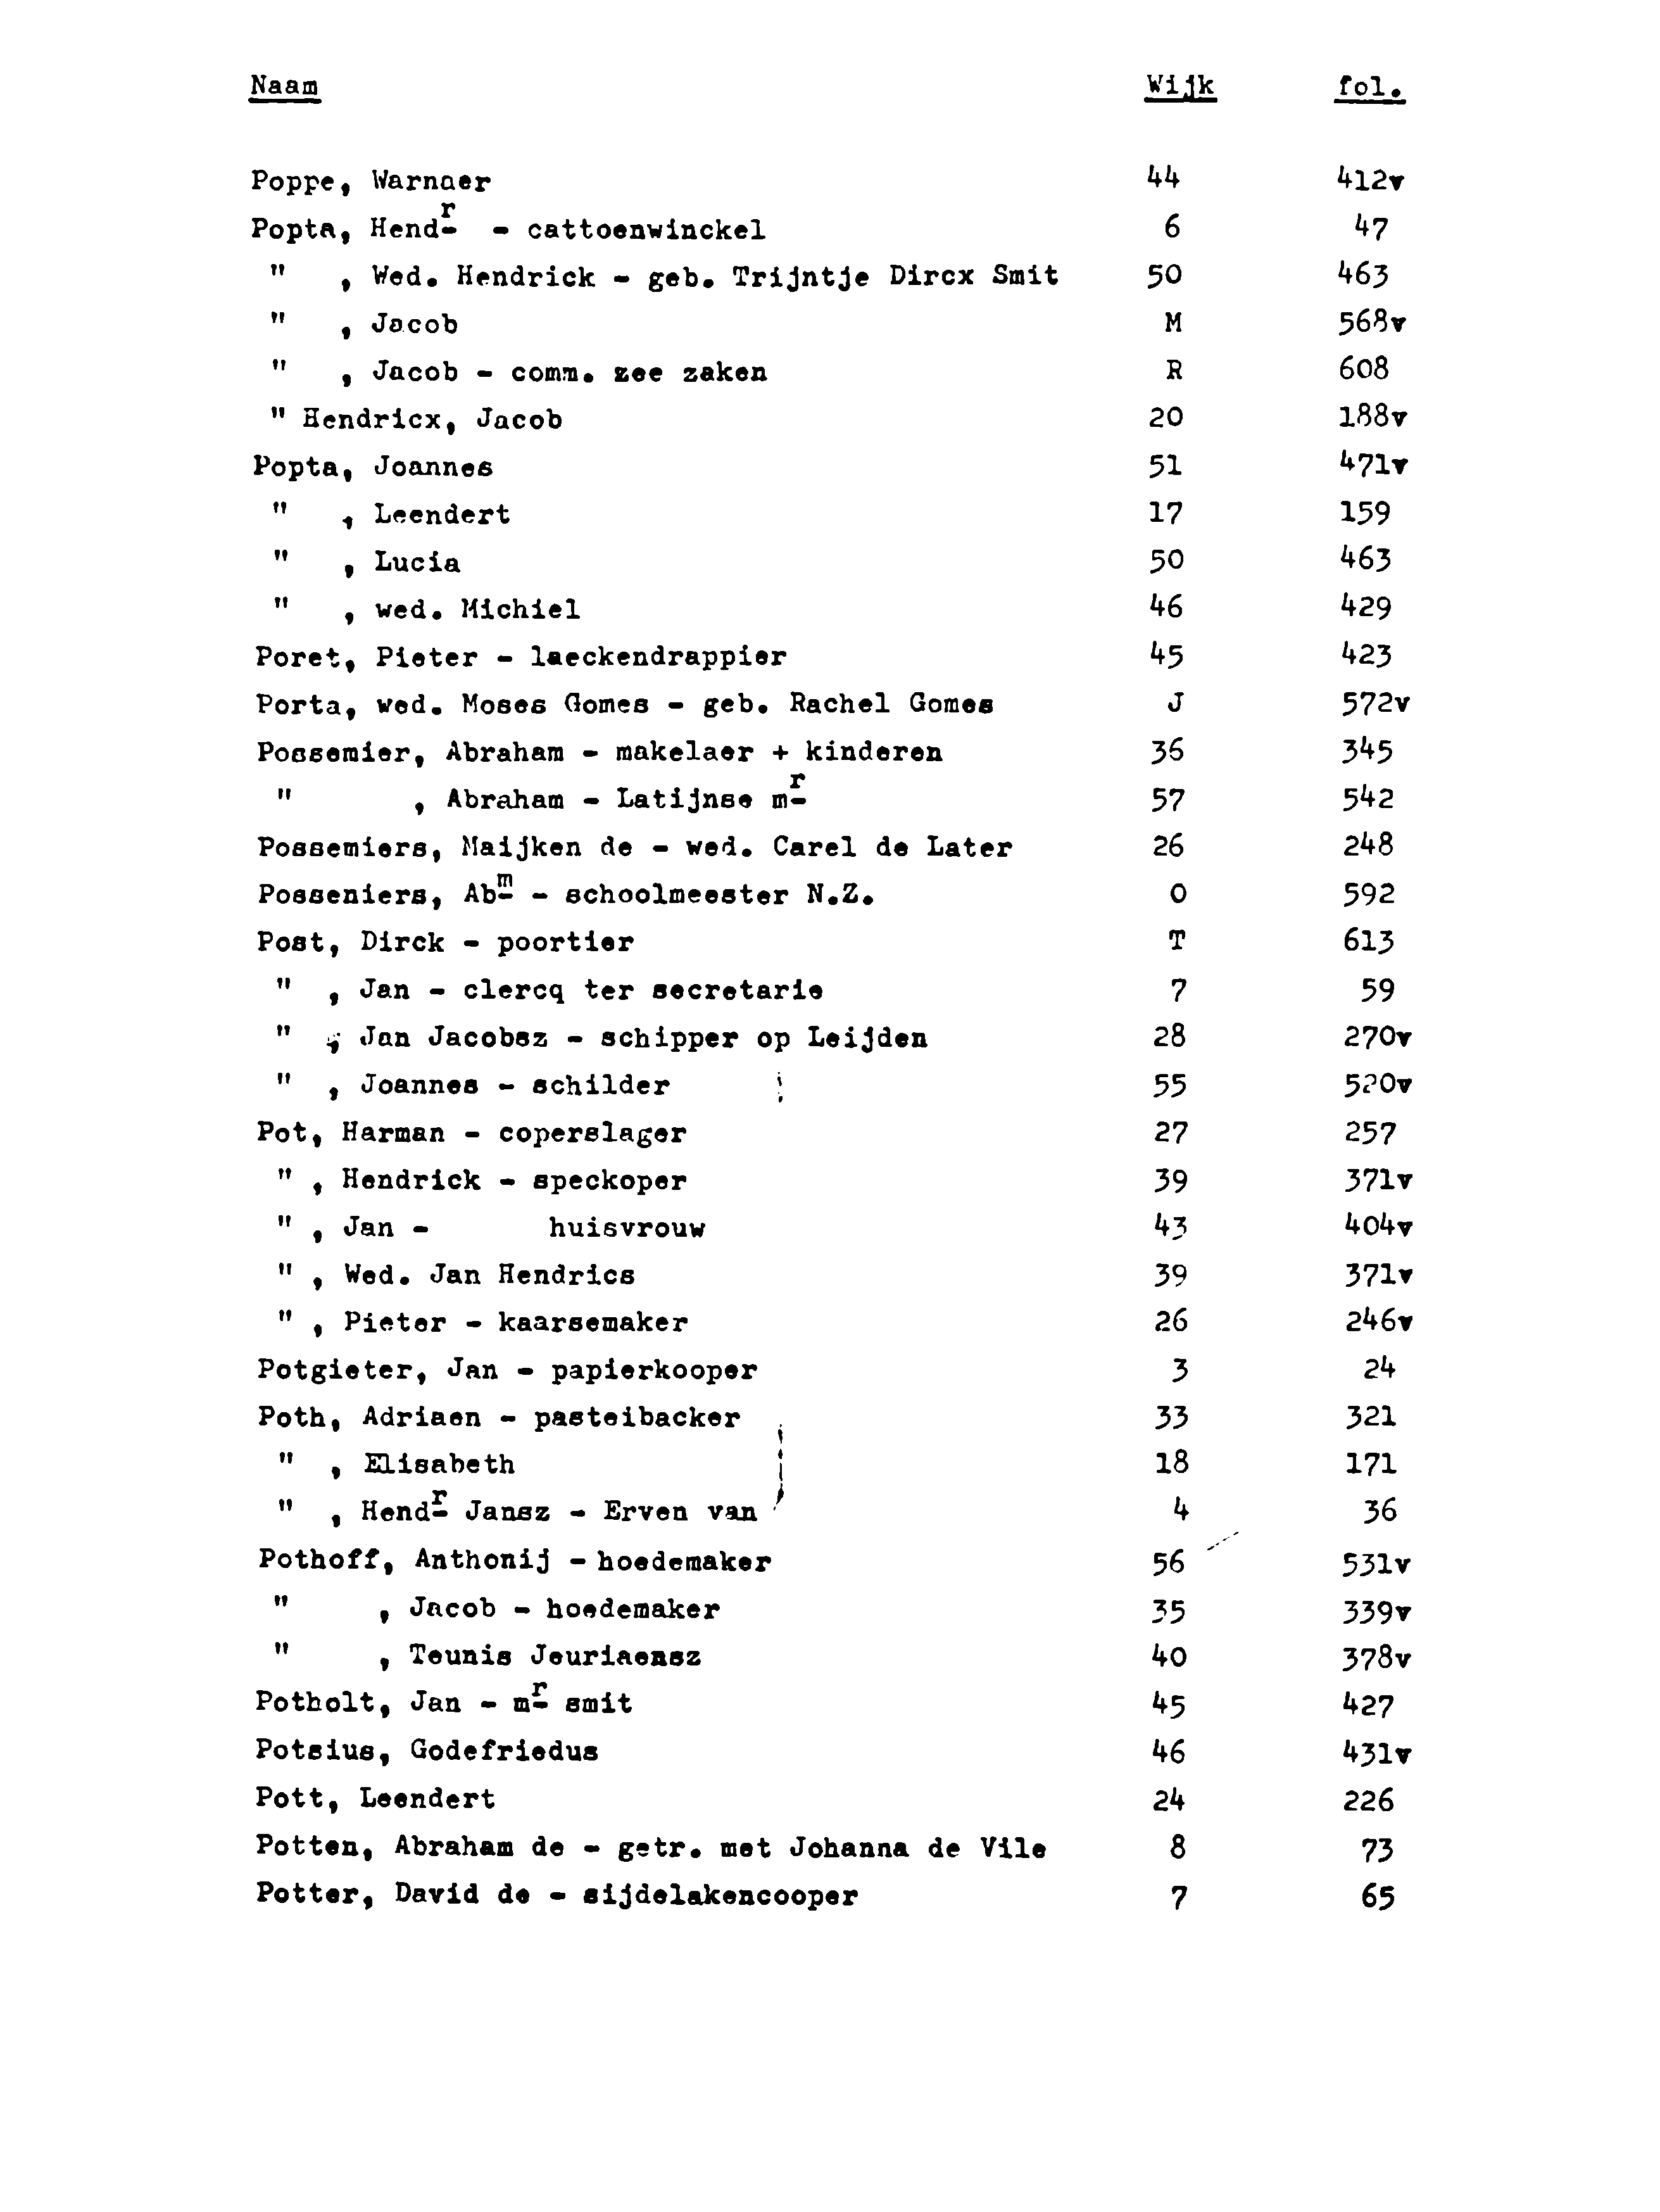 Naam Wijk fol.
Poppe, Warnaer 44 412v
Popta, Hendr - cattoenwinckel 6 47
" , Wed. Hendrick - geb. Trijntje Dircx Smit 50 463
" , Jacob M 568v
" , Jacob - comm. zee zaken R 608
" Hendricx, Jacob 20 188v
Popta, Joannes 51 471v
" , Leendert 17 159
" , Lucia 50 463
" , wed. Michiel 46 429
Poret, Pieter - laeckendrappier 45 423
Porta, wed. Moses Gomes - geb. Rachel Gomes J 572v
Possemier, Abraham - makelaer + kinderen 36 345
" , Abraham - Latijnse mr 57 542
Possemiers, Maijken de - wed. Carel de Later 26 248
Posseniers, Abm - schoolmeester N.Z. O 592
Post, Dirck - poortier T 613
" , Jan - clercq ter secretarie 7 59
" , Jan Jacobsz - schipper op Leijden 28 270v
" , Joannes - schilder 55 520v
Pot, Harman - coperslager 27 257
" , Hendrick - speckoper 39 371v
" , Jan - huisvrouw 43 404v
" , Wed. Jan Hendrics 39 371v
" , Pieter - kaarsemaker 26 246v
Potgieter, Jan - papierkooper 3 24
Poth, Adriaen - pasteibacker 33 321
" , Elisabeth 18 171
" , Hendr Jansz - Erven van 4 36
Pothoff, Anthonij - hoedemaker 56 531v
" , Jacob - hoedemaker 35 339v
" , Teunis Jeuriaensz 40 378v
Potholt, Jan - mr smit 45 427
Potsius, Godefriedus 46 431v
Pott, Leendert 24 226
Potten, Abraham de - getr. met Johanna de Vile 8 73
Potter, David de - sijdelakencooper 7 65